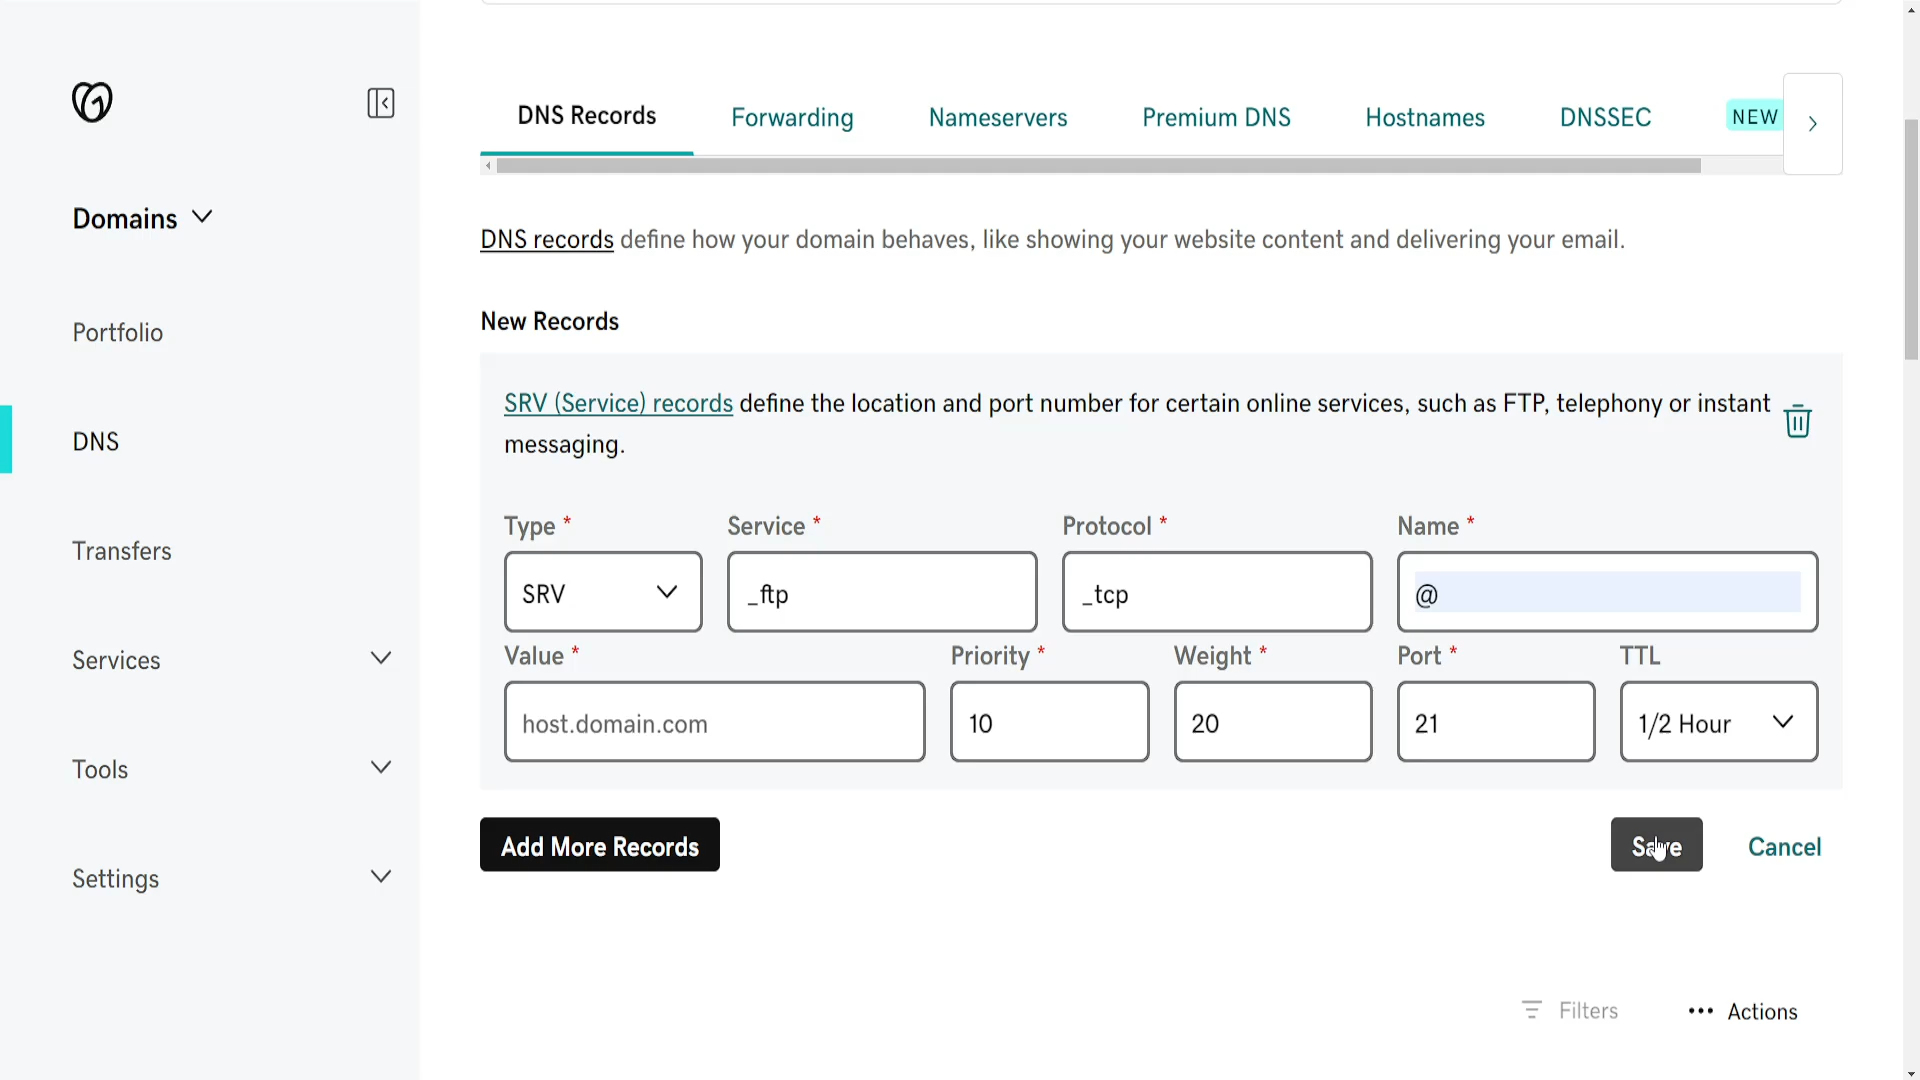 DNS Records
Forwarding
Nameservers
Premium DNS
Hostnames
DNSSEC
NEW
Domains
Portfolio
DNS
Transfers
Services
Tools
Settings
DNS records define how your domain behaves, like showing your website content and delivering your email.
New Records
SRV (Service) records define the location and port number for certain online services, such as FTP, telephony or instant
messaging.
Type *
Service *
Protocol *
Name *
SRV
_ftp
_tcp
@
Value *
Priority *
Weight *
Port *
TTL
host.domain.com
10
20
21
1/2 Hour
Add More Records
Save
Cancel
Filters
Actions